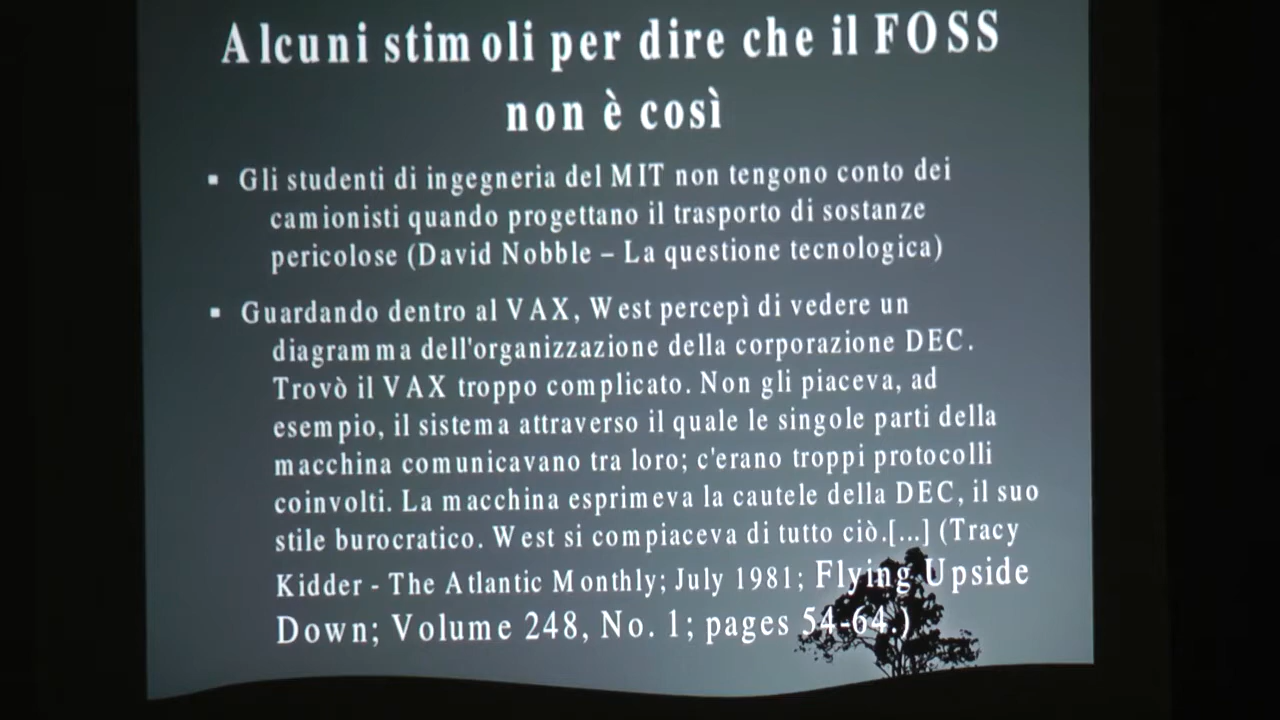 Alcuni stimoli per dire che il FOSS
non è così
▪ Gli studenti di ingegneria del MIT non tengono conto dei
camionisti quando progettano il trasporto di sostanze
pericolose (David Nobble – La questione tecnologica)
▪ Guardando dentro al VAX, West percepì di vedere un
diagramma dell'organizzazione della corporazione DEC.
Trovò il VAX troppo complicato. Non gli piaceva, ad
esempio, il sistema attraverso il quale le singole parti della
macchina comunicavano tra loro; c'erano troppi protocolli
coinvolti. La macchina esprimeva la cautele della DEC, il suo
stile burocratico. West si compiaceva di tutto ciò.[...] (Tracy
Kidder - The Atlantic Monthly; July 1981; Flying Upside
Down; Volume 248, No. 1; pages 54-64.)